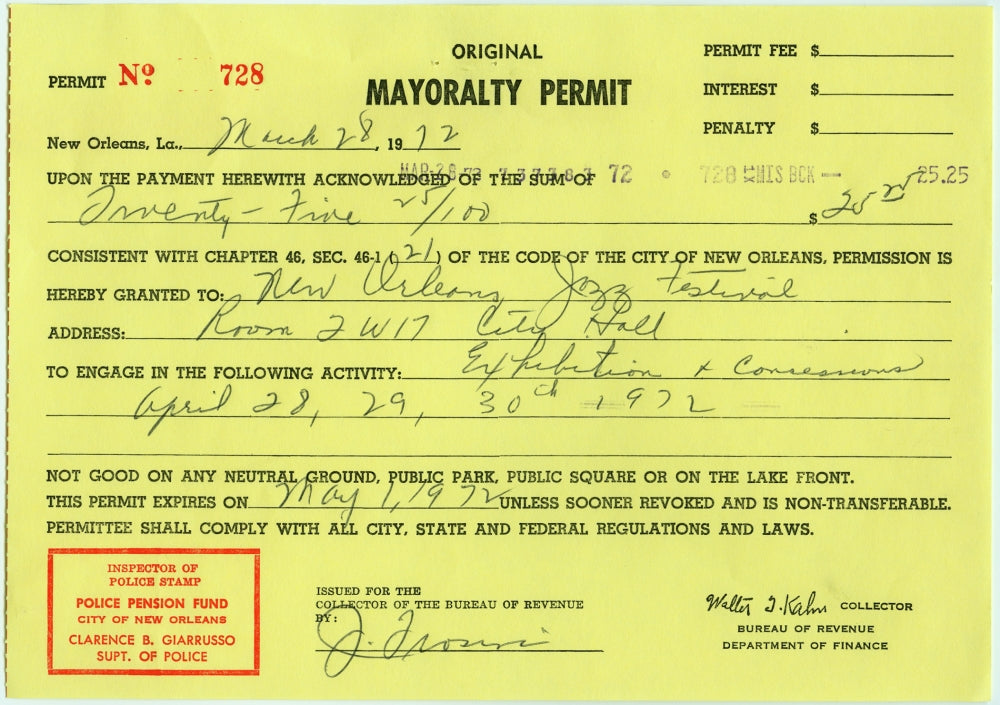 ORIGINAL
MAYORALTY PERMIT
PERMIT Nº 728
PERMIT FEE $
INTEREST $
PENALTY $
New Orleans, La., March 28, 1972
MAR 28 72 72 728 MIS BCK — 25.25
UPON THE PAYMENT HEREWITH ACKNOWLEDGED OF THE SUM OF
Twenty-Five 25/100 $ 25 25
CONSISTENT WITH CHAPTER 46, SEC. 46-1 (21) OF THE CODE OF THE CITY OF NEW ORLEANS, PERMISSION IS
HEREBY GRANTED TO: New Orleans Jazz Festival
ADDRESS: Room 2W17 City Hall
TO ENGAGE IN THE FOLLOWING ACTIVITY: Exhibition & Concessions
April 28, 29, 30th 1972
NOT GOOD ON ANY NEUTRAL GROUND, PUBLIC PARK, PUBLIC SQUARE OR ON THE LAKE FRONT.
THIS PERMIT EXPIRES ON May 1, 1972 UNLESS SOONER REVOKED AND IS NON-TRANSFERABLE.
PERMITTEE SHALL COMPLY WITH ALL CITY, STATE AND FEDERAL REGULATIONS AND LAWS.
INSPECTOR OF
POLICE STAMP
POLICE PENSION FUND
CITY OF NEW ORLEANS
CLARENCE B. GIARRUSSO
SUPT. OF POLICE
ISSUED FOR THE
COLLECTOR OF THE BUREAU OF REVENUE
BY: J.
Walter J. Kahn COLLECTOR
BUREAU OF REVENUE
DEPARTMENT OF FINANCE